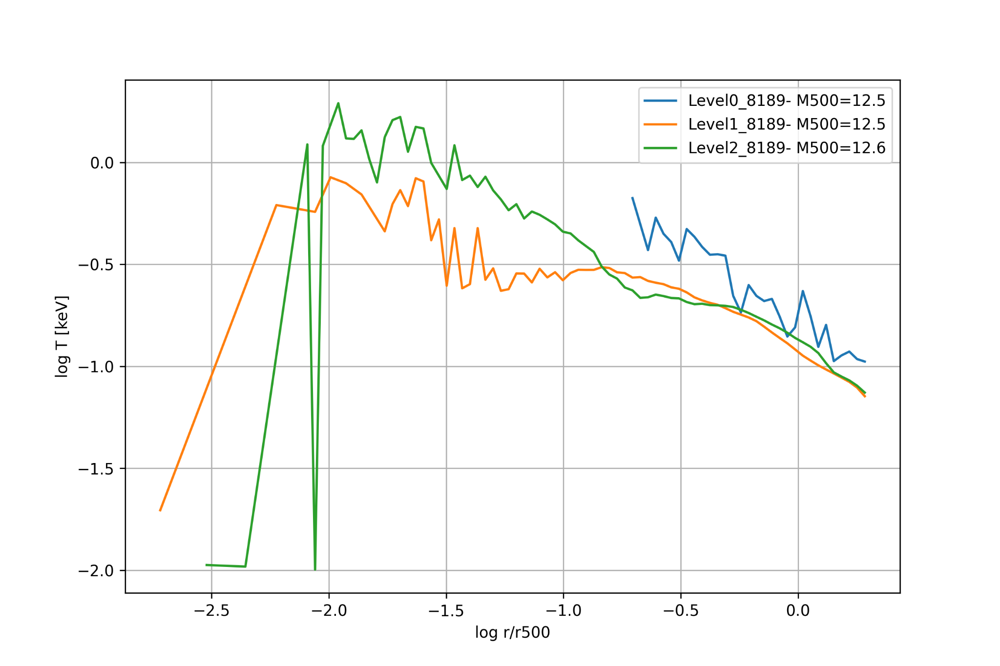 Level0_8189- M500=12.5
Level1_8189- M500=12.5
Level2_8189- M500=12.6
0.0
−0.5
−1.0
−1.5
−2.0
log T [keV]
−2.5 −2.0 −1.5 −1.0 −0.5 0.0
log r/r500